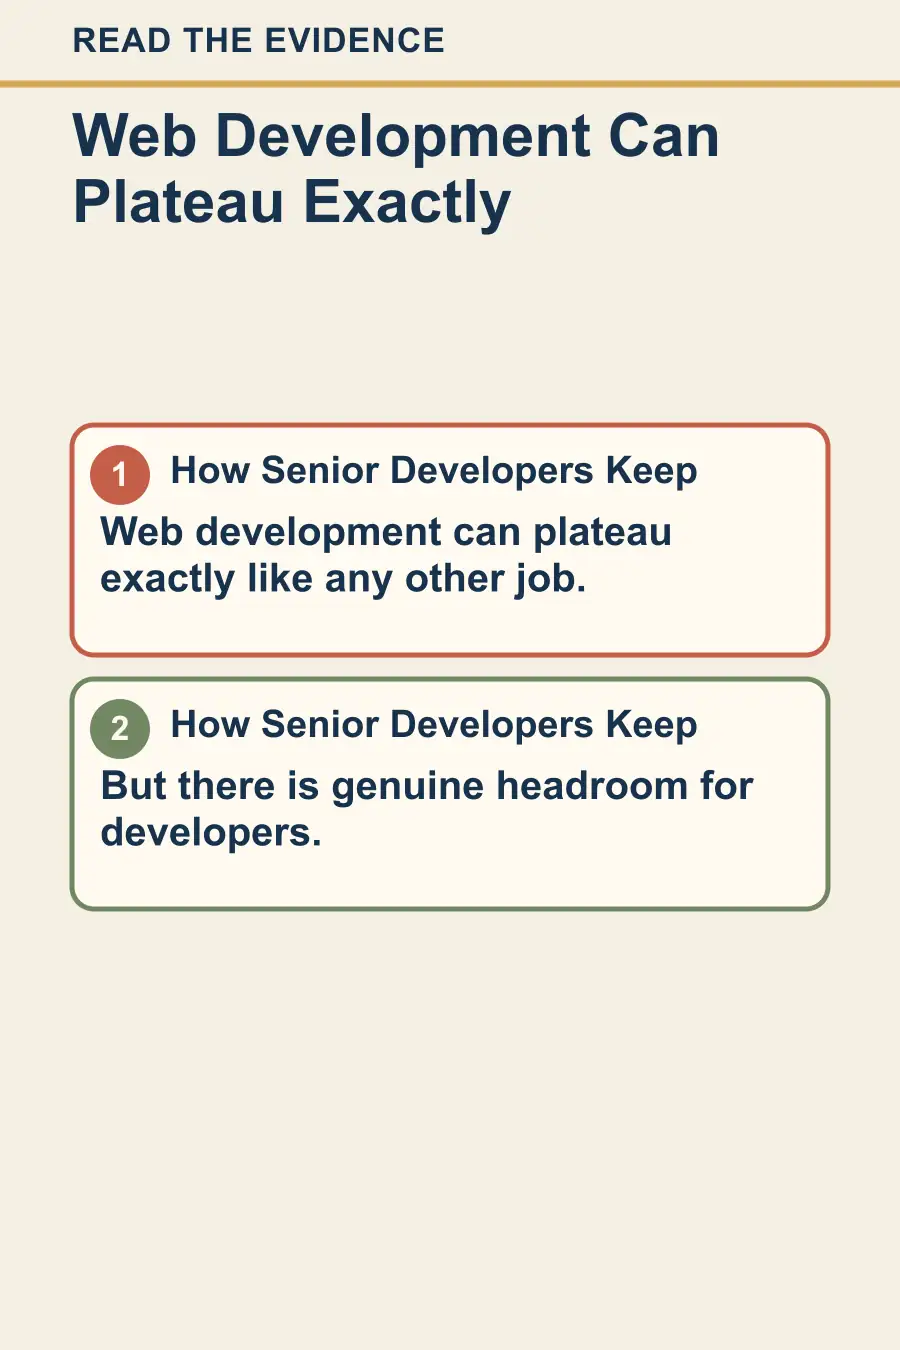 READ THE EVIDENCE
Web Development Can
Plateau Exactly
1 How Senior Developers Keep
Web development can plateau
exactly like any other job.
2 How Senior Developers Keep
But there is genuine headroom for
developers.